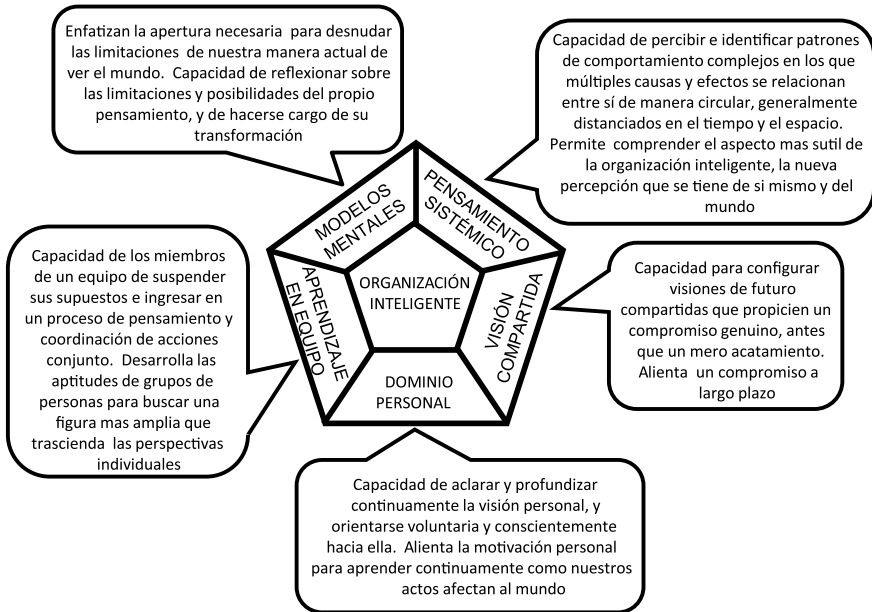 Enfatizan la apertura necesaria  para desnudar
las limitaciones  de nuestra manera actual de
ver el mundo.  Capacidad de reflexionar sobre
las limitaciones y posibilidades del propio
pensamiento, y de hacerse cargo de su
transformación
Capacidad de percibir e identificar patrones
de comportamiento complejos en los que
múltiples causas y efectos se relacionan
entre sí de manera circular, generalmente
distanciados en el tiempo y el espacio.
Permite  comprender el aspecto mas sutil de
la organización inteligente, la nueva
percepción que se tiene de si mismo y del
mundo
MODELOS
MENTALES
PENSAMIENTO
SISTÉMICO
Capacidad de los miembros
de un equipo de suspender
sus supuestos e ingresar en
un proceso de pensamiento y
coordinación de acciones
conjunto.  Desarrolla las
aptitudes de grupos de
personas para buscar una
figura mas amplia que
trascienda  las perspectivas
individuales
APRENDIZAJE
EN EQUIPO
ORGANIZACIÓN
INTELIGENTE
VISIÓN
COMPARTIDA
Capacidad para configurar
visiones de futuro
compartidas que propicien un
compromiso genuino, antes
que un mero acatamiento.
Alienta  un compromiso a
largo plazo
DOMINIO
PERSONAL
Capacidad de aclarar y profundizar
continuamente la visión personal, y
orientarse voluntaria y conscientemente
hacia ella.  Alienta la motivación personal
para aprender continuamente como nuestros
actos afectan al mundo